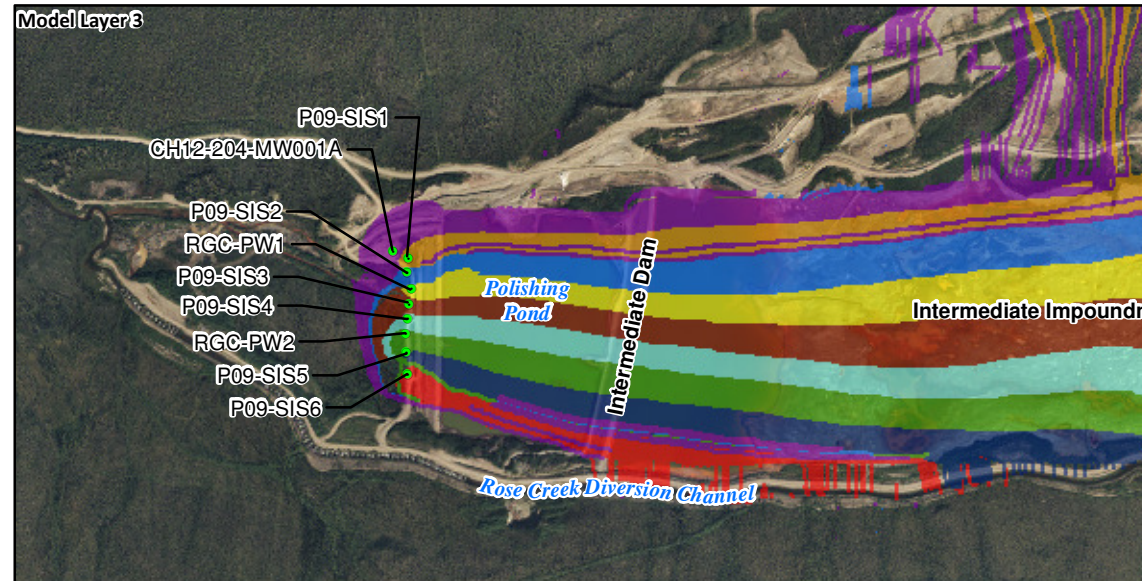 Model Layer 3
P09-SIS1
CH12-204-MW001A
P09-SIS2
RGC-PW1
P09-SIS3
P09-SIS4
RGC-PW2
P09-SIS5
P09-SIS6
Polishing
Pond
Intermediate Dam
Intermediate Impoundr
Rose Creek Diversion Channel